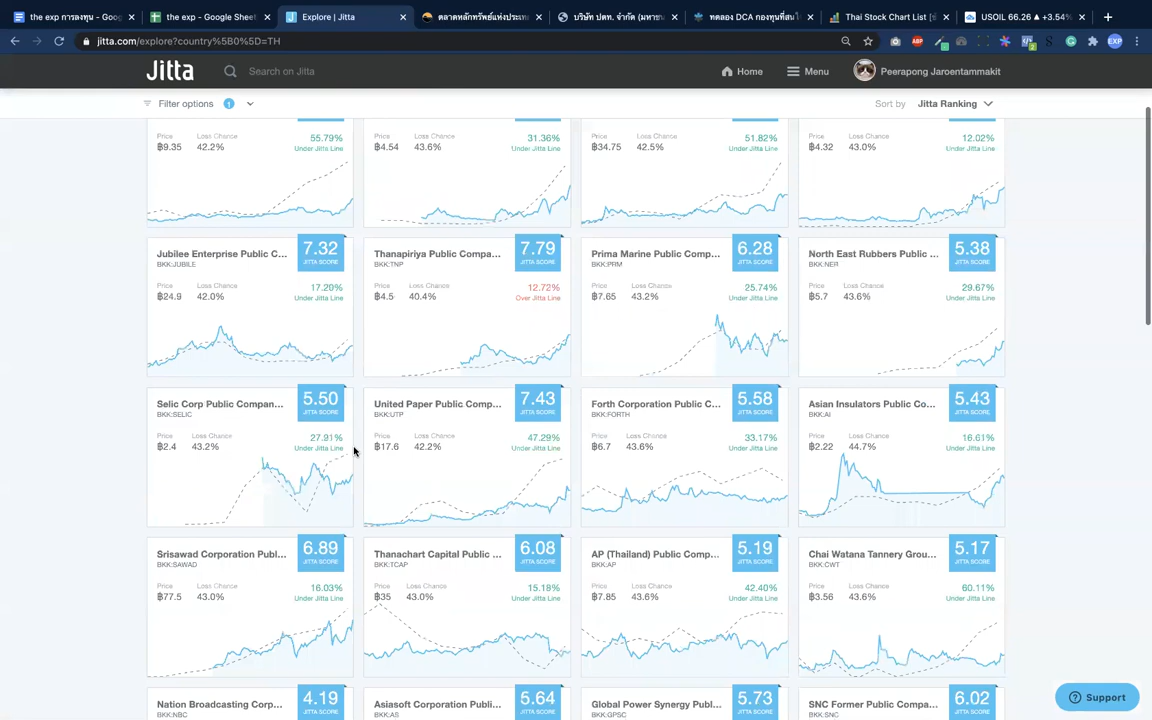 the exp การลงทุน - Goog
the exp - Google Sheet
Explore | Jitta
ตลาดหลักทรัพย์แห่งประเท
บริษัท ปตท. จำกัด (มหาชน
ทดลอง DCA กองทุนที่สนใ
Thai Stock Chart List [
USOIL 66.26 ▲ +3.54%
jitta.com/explore?country%5B0%5D=TH
ABP
EXP
Jitta
Search on Jitta
Home
Menu
Peerapong Jaroentammakit
Filter options 1
Sort by Jitta Ranking
Price Loss Chance 55.79%
฿9.35 42.2% Under Jitta Line
Price Loss Chance 31.36%
฿4.54 43.6% Under Jitta Line
Price Loss Chance 51.82%
฿34.75 42.5% Under Jitta Line
Price Loss Chance 12.02%
฿4.32 43.0% Under Jitta Line
Jubilee Enterprise Public C... 7.32
BKK:JUBILE JITTA SCORE
Price Loss Chance 17.20%
฿24.9 42.0% Under Jitta Line
Thanapiriya Public Compa... 7.79
BKK:TNP JITTA SCORE
Price Loss Chance 12.72%
฿4.5 40.4% Over Jitta Line
Prima Marine Public Comp... 6.28
BKK:PRM JITTA SCORE
Price Loss Chance 25.74%
฿7.65 43.2% Under Jitta Line
North East Rubbers Public ... 5.38
BKK:NER JITTA SCORE
Price Loss Chance 29.67%
฿5.7 43.6% Under Jitta Line
Selic Corp Public Compan... 5.50
BKK:SELIC JITTA SCORE
Price Loss Chance 27.91%
฿2.4 43.2% Under Jitta Line
United Paper Public Comp... 7.43
BKK:UTP JITTA SCORE
Price Loss Chance 47.29%
฿17.6 42.2% Under Jitta Line
Forth Corporation Public C... 5.58
BKK:FORTH JITTA SCORE
Price Loss Chance 33.17%
฿6.7 43.6% Under Jitta Line
Asian Insulators Public Co... 5.43
BKK:AI JITTA SCORE
Price Loss Chance 16.61%
฿2.22 44.7% Under Jitta Line
Srisawad Corporation Publ... 6.89
BKK:SAWAD JITTA SCORE
Price Loss Chance 16.03%
฿77.5 43.0% Under Jitta Line
Thanachart Capital Public ... 6.08
BKK:TCAP JITTA SCORE
Price Loss Chance 15.18%
฿35 43.0% Under Jitta Line
AP (Thailand) Public Comp... 5.19
BKK:AP JITTA SCORE
Price Loss Chance 42.40%
฿7.85 43.6% Under Jitta Line
Chai Watana Tannery Grou... 5.17
BKK:CWT JITTA SCORE
Price Loss Chance 60.11%
฿3.56 43.6% Under Jitta Line
Nation Broadcasting Corp... 4.19
BKK:NBC JITTA SCORE
Asiasoft Corporation Publi... 5.64
BKK:AS JITTA SCORE
Global Power Synergy Publ... 5.73
BKK:GPSC JITTA SCORE
SNC Former Public Compa... 6.02
BKK:SNC JITTA SCORE
Support